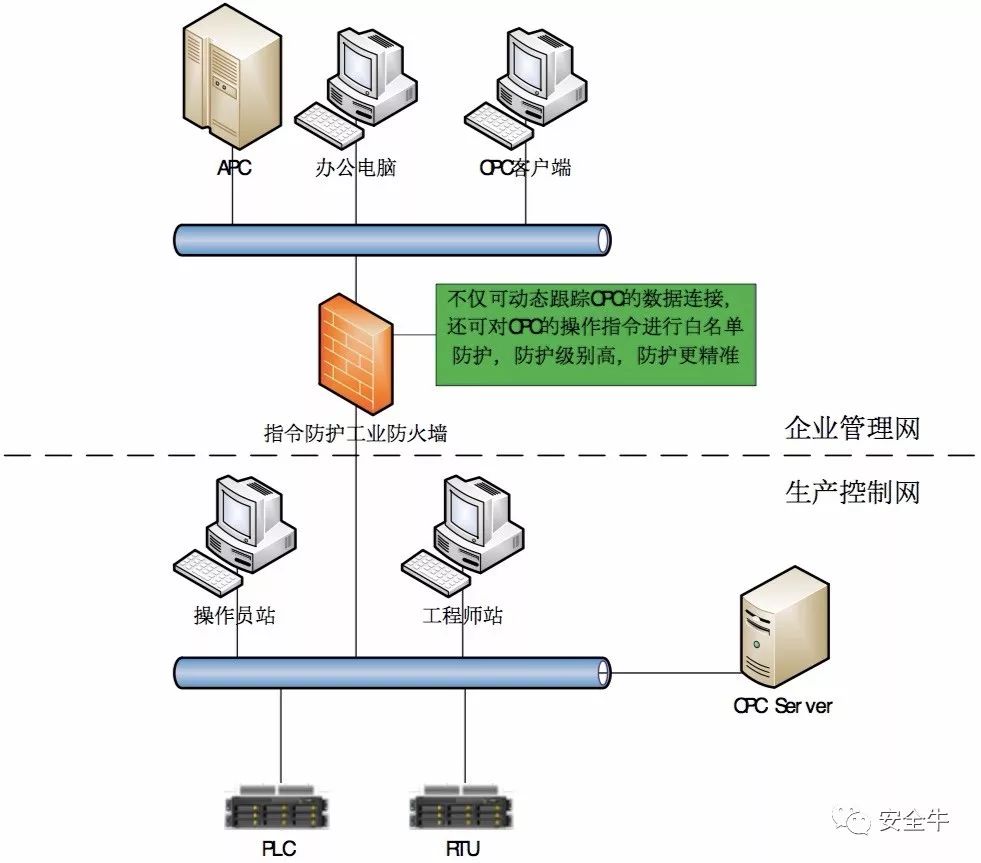 APC
办公电脑
OPC客户端
不仅可动态跟踪OPC的数据连接，
还可对OPC的操作指令进行白名单
防护，防护级别高，防护更精准
指令防护工业防火墙
企业管理网
生产控制网
操作员站
工程师站
OPC Server
PLC
RTU
安全牛